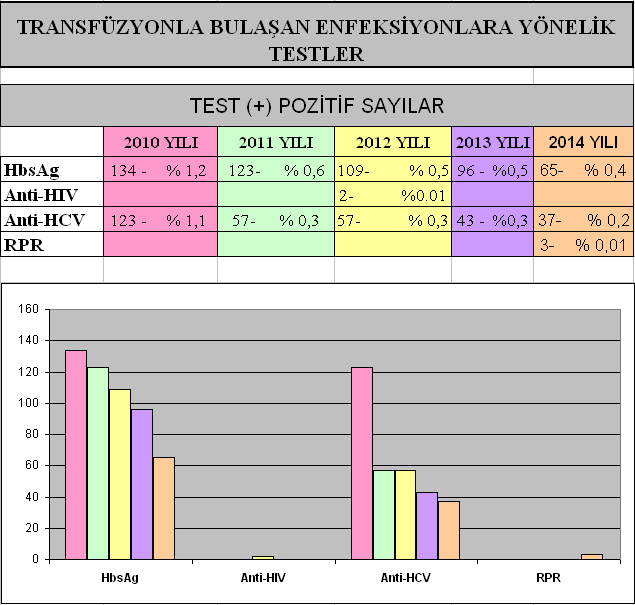 TRANSFÜZYONLA BULAŞAN ENFEKSİYONLARA YÖNELİK
TESTLER
TEST (+) POZİTİF SAYILAR
2010 YILI 2011 YILI 2012 YILI 2013 YILI 2014 YILI
HbsAg 134 - % 1,2 123- % 0,6 109- % 0,5 96 - %0,5 65- % 0,4
Anti-HIV 2- %0.01
Anti-HCV 123 - % 1,1 57- % 0,3 57- % 0,3 43 - %0,3 37- % 0,2
RPR 3- % 0,01
160
140
120
100
80
60
40
20
0
HbsAg Anti-HIV Anti-HCV RPR